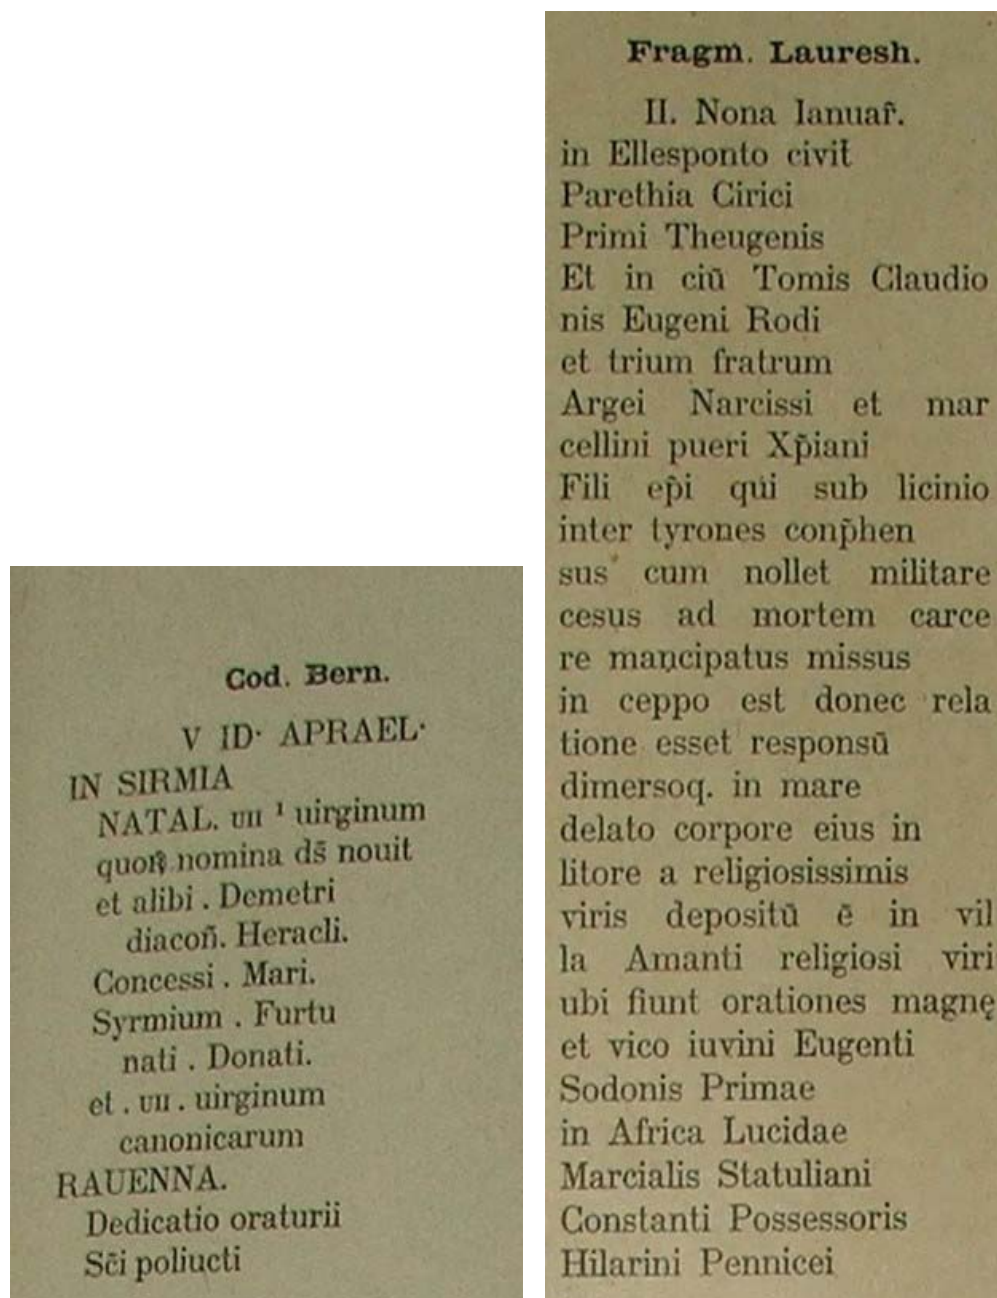 Cod. Bern.
V ID· APRAEL·
IN SIRMIA
NATAL. UII ¹ uirginum
quoꝝ nomina ds̄ nouit
et alibi . Demetri
diacoñ. Heracli.
Concessi . Mari.
Syrmium . Furtu
nati . Donati.
et . UII . uirginum
canonicarum
RAUENNA.
Dedicatio oraturii
Sc̄i poliucti
Fragm. Lauresh.
II. Nona Ianuar̂.
in Ellesponto civiƚ
Parethia Cirici
Primi Theugenis
Et in ciū Tomis Claudio
nis Eugeni Rodi
et trium fratrum
Argei Narcissi et mar
cellini pueri Xp̄iani
Fili ep̄i qui sub licinio
inter tyrones conp̄hen
sus cum nollet militare
cesus ad mortem carce
re mancipatus missus
in ceppo est donec rela
tione esset responsū
dimersoq. in mare
delato corpore eius in
litore a religiosissimis
viris depositū ē in vil
la Amanti religiosi viri
ubi fiunt orationes magnę
et vico iuvini Eugenti
Sodonis Primae
in Africa Lucidae
Marcialis Statuliani
Constanti Possessoris
Hilarini Pennicei